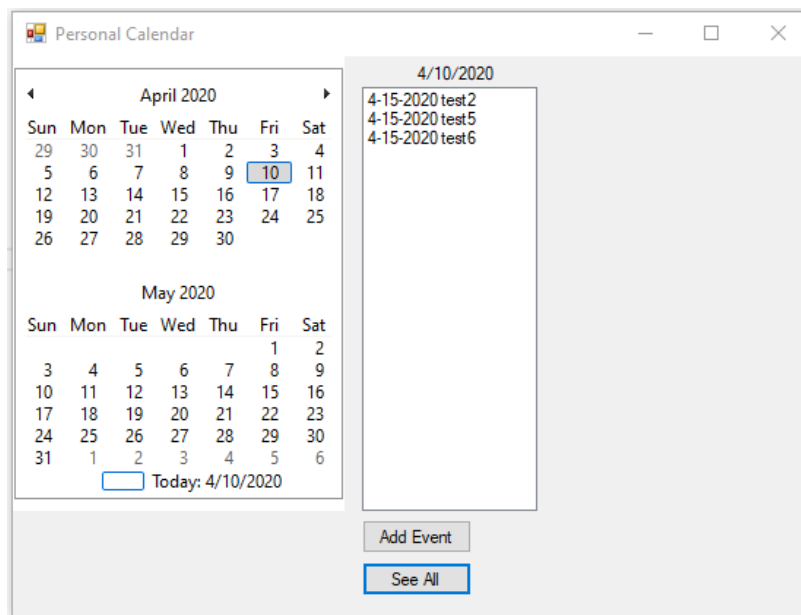 Personal Calendar
April 2020
Sun Mon Tue Wed Thu Fri Sat
29 30 31 1 2 3 4
5 6 7 8 9 10 11
12 13 14 15 16 17 18
19 20 21 22 23 24 25
26 27 28 29 30
May 2020
Sun Mon Tue Wed Thu Fri Sat
1 2
3 4 5 6 7 8 9
10 11 12 13 14 15 16
17 18 19 20 21 22 23
24 25 26 27 28 29 30
31 1 2 3 4 5 6
Today: 4/10/2020
4/10/2020
4-15-2020 test2
4-15-2020 test5
4-15-2020 test6
Add Event
See All